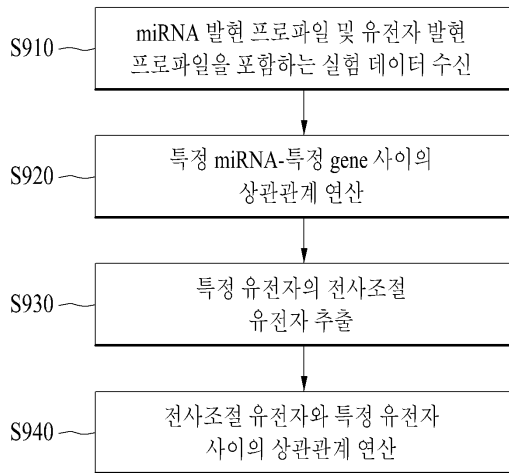 S910
miRNA 발현 프로파일 및 유전자 발현
프로파일을 포함하는 실험 데이터 수신
S920
특정 miRNA-특정 gene 사이의
상관관계 연산
S930
특정 유전자의 전사조절
유전자 추출
S940
전사조절 유전자와 특정 유전자
사이의 상관관계 연산